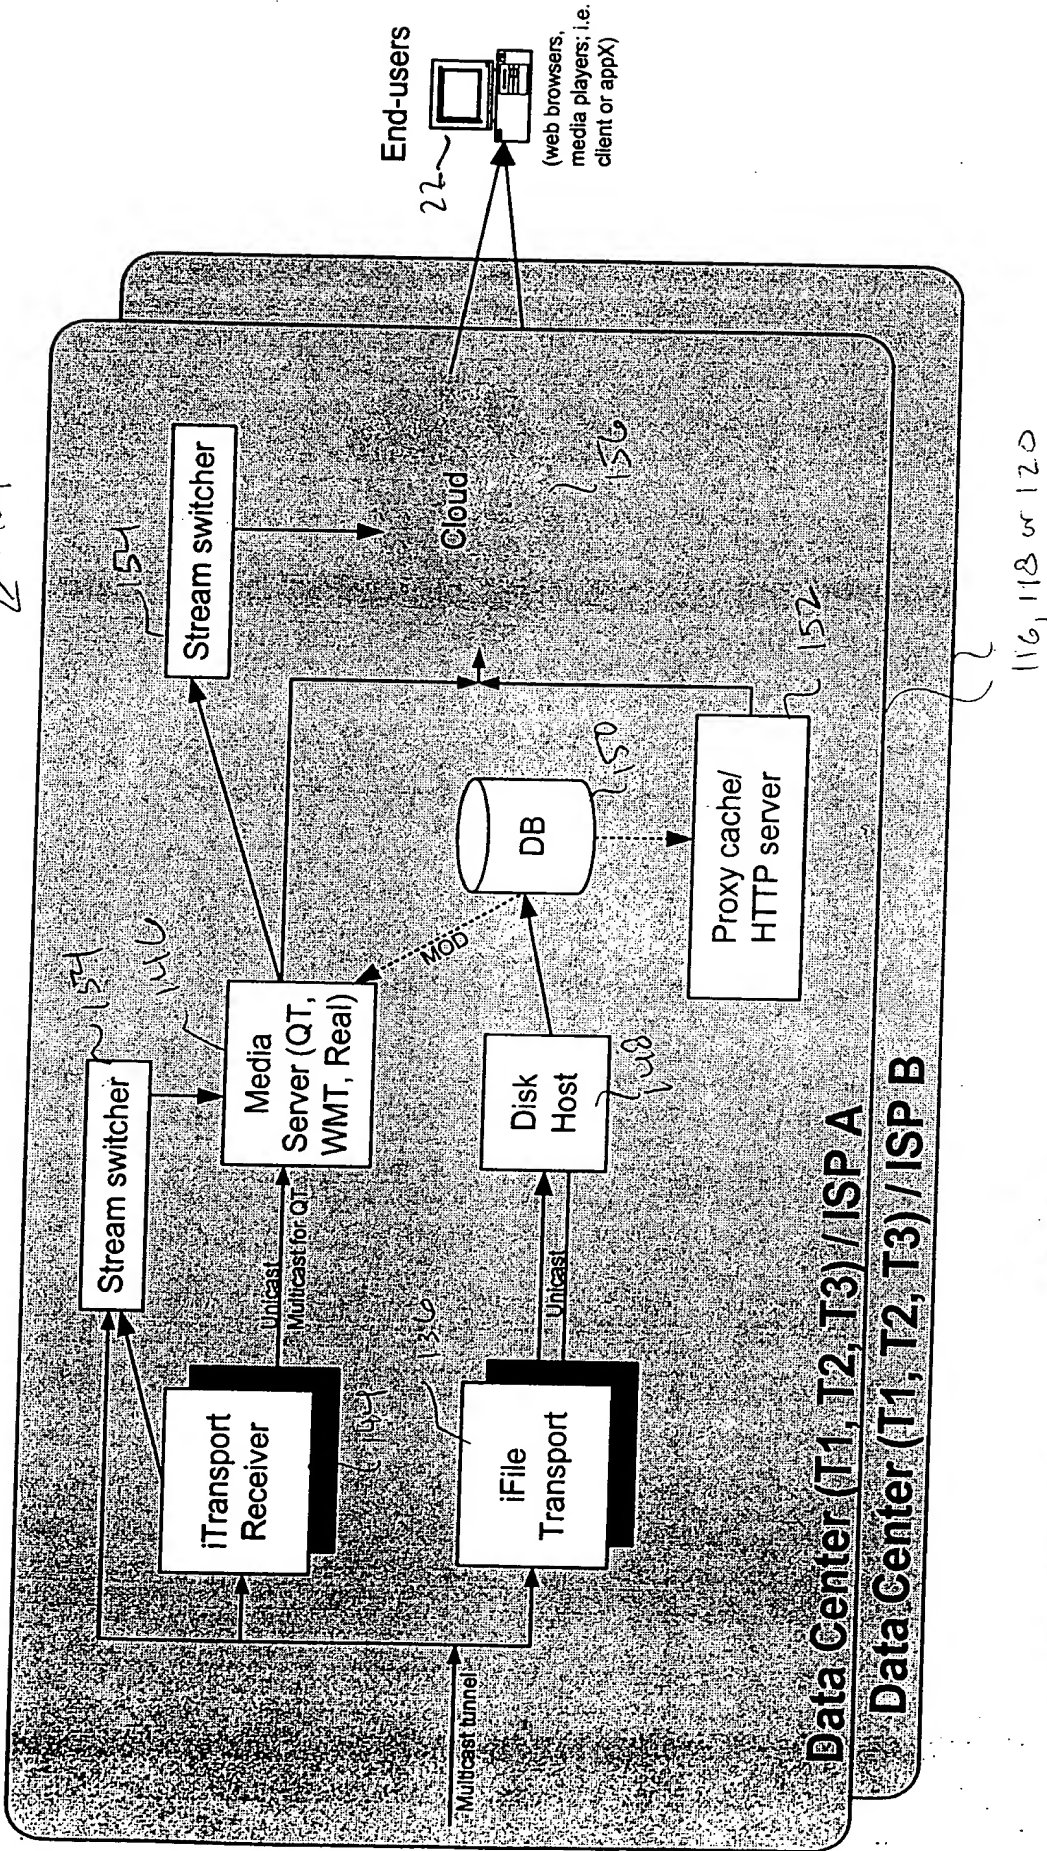 End-users
22
(web browsers,
media players; i.e.
client or appX)
Stream switcher
154
Cloud
156
Stream switcher
154
146
Media
Server (QT,
WMT, Real)
MOD
DB
150
Proxy cache/
HTTP server
152
Disk
Host
148
Unicast
Multicast for QT
Unicast
iTransport
Receiver
144
iFile
Transport
136
Multicast tunnel
Data Center (T1, T2, T3) / ISP A
Data Center (T1, T2, T3) / ISP B
116, 118 or 120